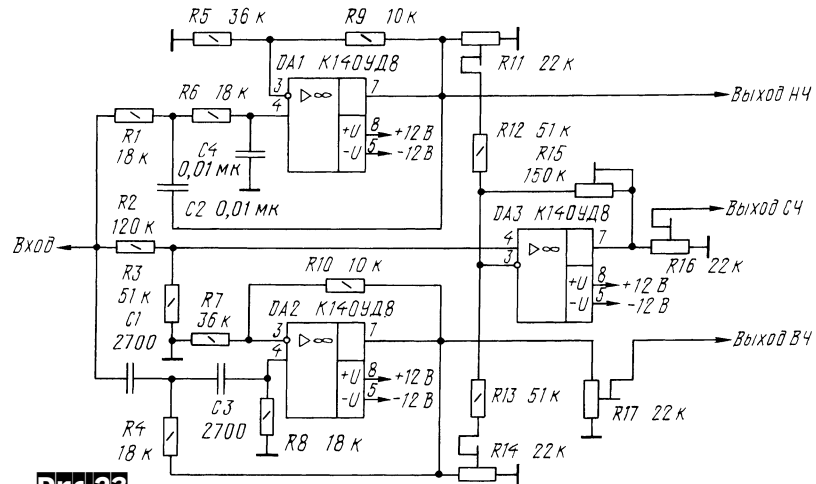 R5 36 к
R9 10 к
DA1 К140УД8
R11 22 к
3
4
▷∞
7
+U 8 +12 В
-U 5 -12 В
Выход НЧ
R6 18 к
R1
18 к
C4
0,01 мк
C2 0,01 мк
R12 51 к
R15
150 к
R2
120 к
DA3 К140УД8
Выход СЧ
Вход
4
3
▷∞
7
+U 8 +12 В
-U 5 -12 В
R16 22 к
R3
51 к
R10 10 к
C1
2700
R7
36 к
DA2 К140УД8
3
4
▷∞
7
+U 8 +12 В
-U 5 -12 В
Выход ВЧ
C3
2700
R13 51 к
R17 22 к
R4
18 к
R8 18 к
R14 22 к